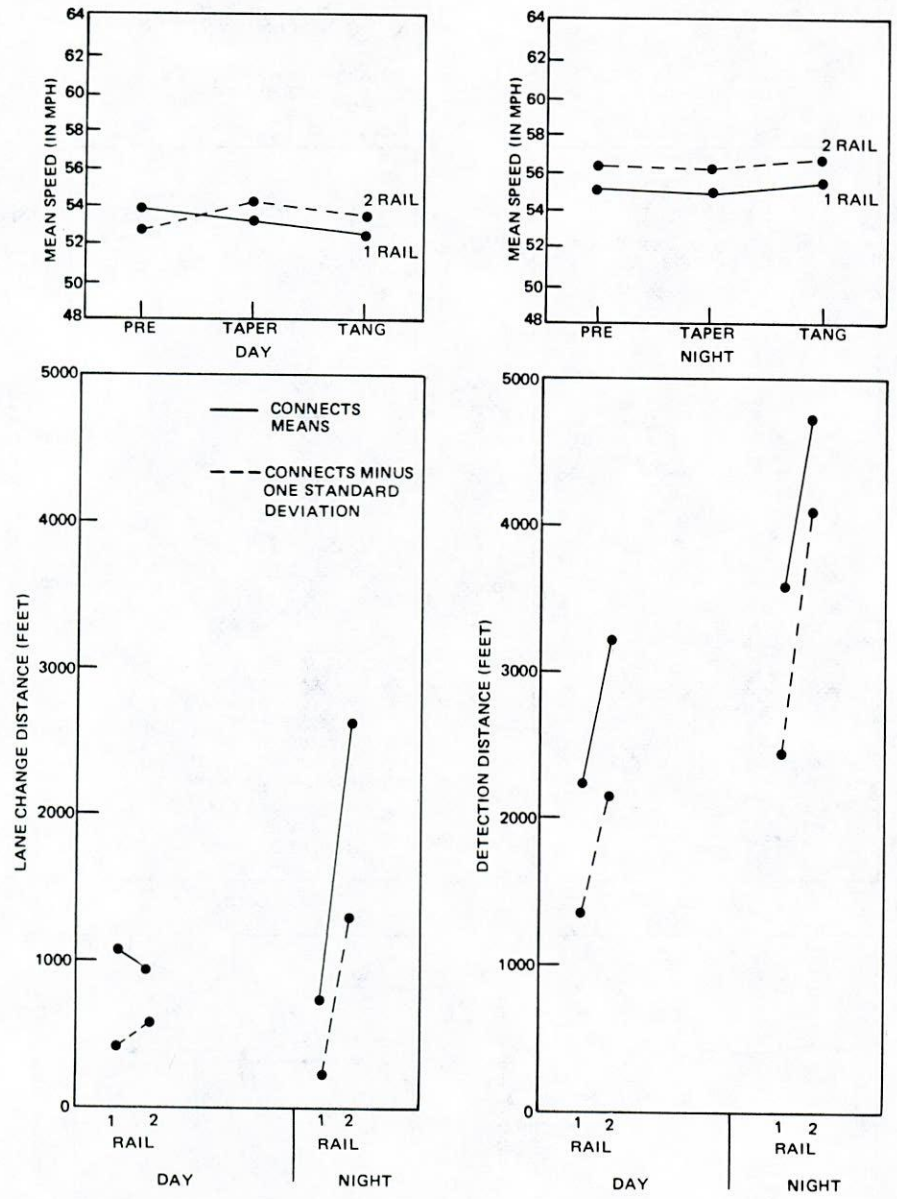 64
62
60
58
56
54
52
50
48
MEAN SPEED (IN MPH)
2 RAIL
1 RAIL
PRE TAPER TANG
DAY
64
62
60
58
56
54
52
50
48
MEAN SPEED (IN MPH)
2 RAIL
1 RAIL
PRE TAPER TANG
NIGHT
5000
4000
3000
2000
1000
0
LANE CHANGE DISTANCE (FEET)
CONNECTS
MEANS
CONNECTS MINUS
ONE STANDARD
DEVIATION
1 2 1 2
RAIL RAIL
DAY NIGHT
5000
4000
3000
2000
1000
0
DETECTION DISTANCE (FEET)
1 2 1 2
RAIL RAIL
DAY NIGHT